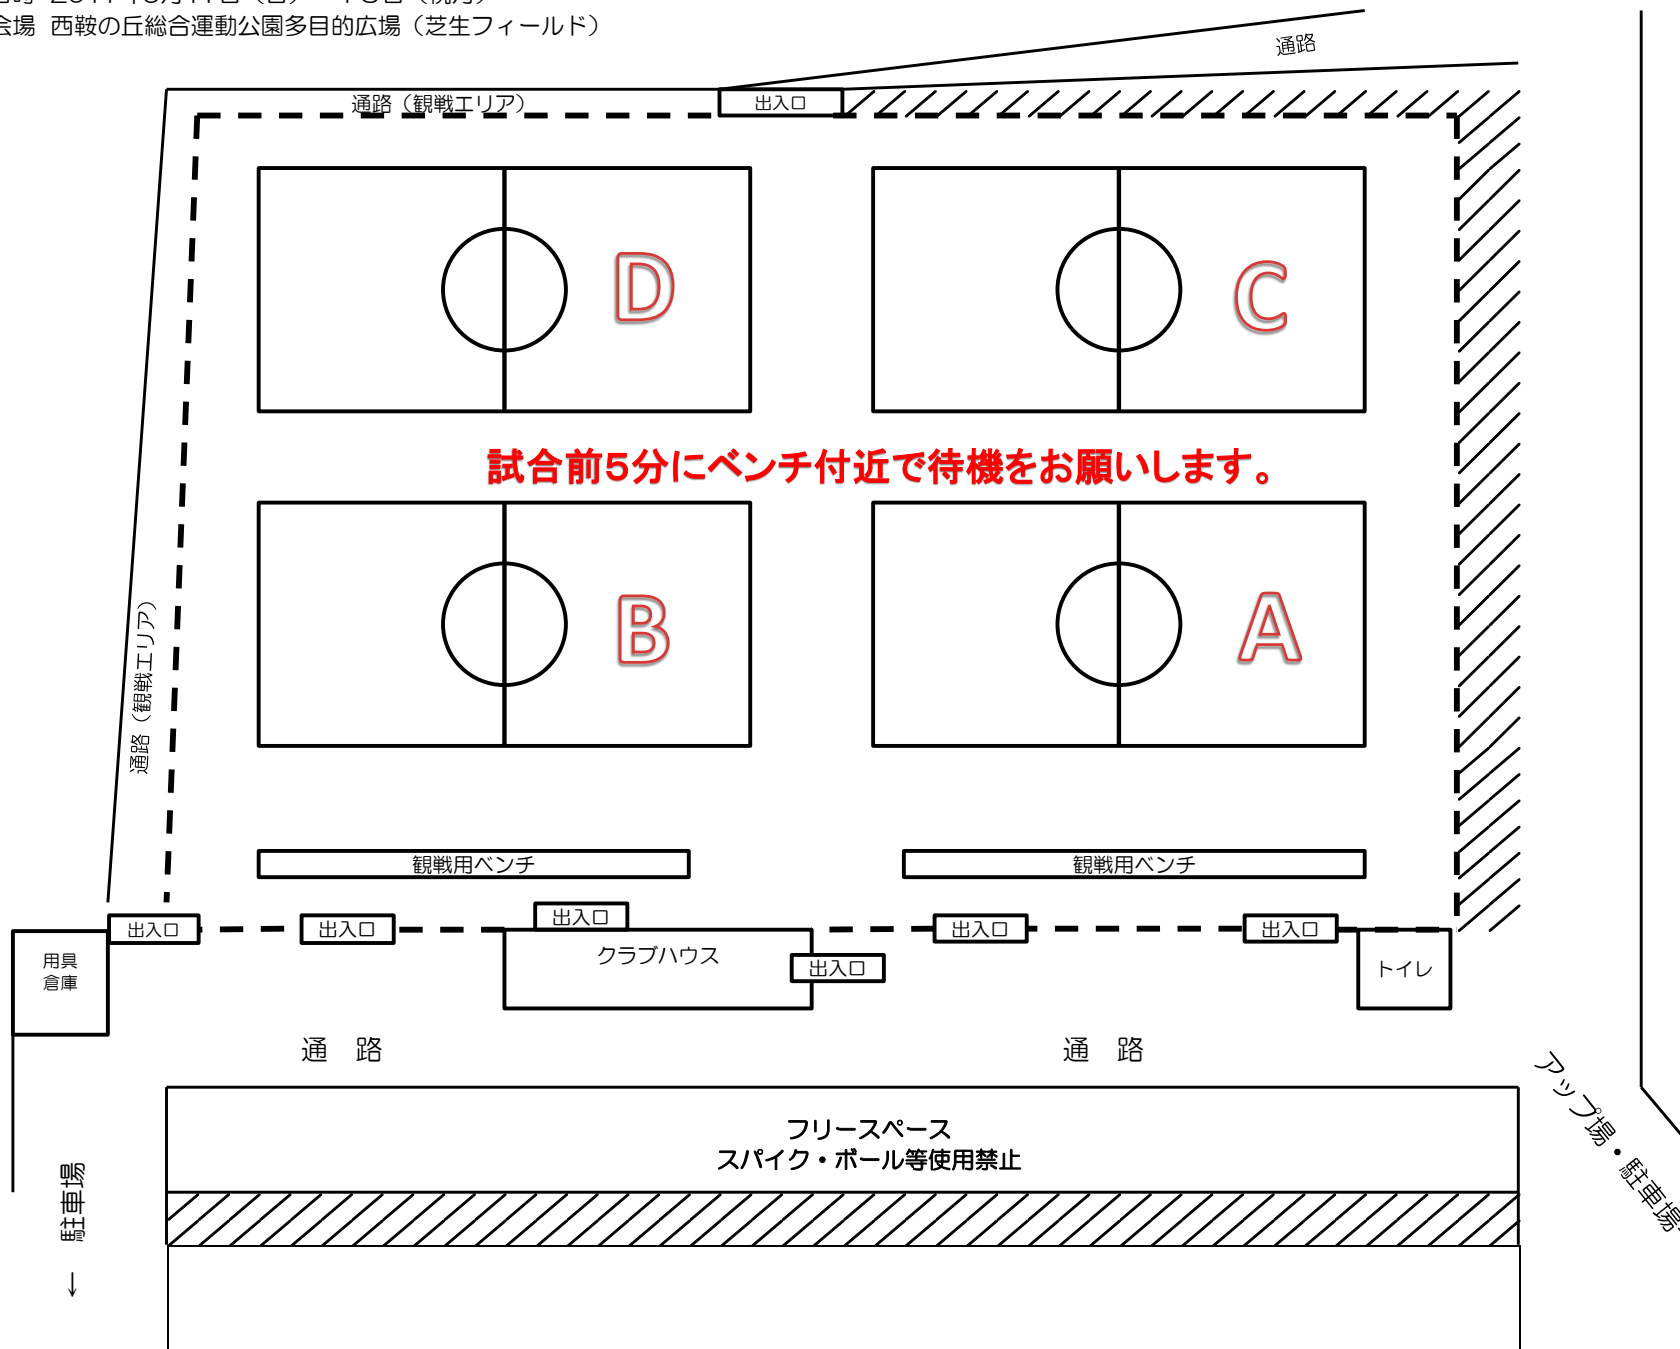 会場 西鞍の丘総合運動公園多目的広場（芝生フィールド）
通路
通路（観戦エリア）
出入口
D
C
試合前5分にベンチ付近で待機をお願いします。
B
A
通路（観戦エリア）
観戦用ベンチ
観戦用ベンチ
出入口
出入口
出入口
出入口
出入口
用具
倉庫
クラブハウス
出入口
トイレ
通　路
通　路
アップ場・駐車場
フリースペース
スパイク・ボール等使用禁止
駐車場
↓